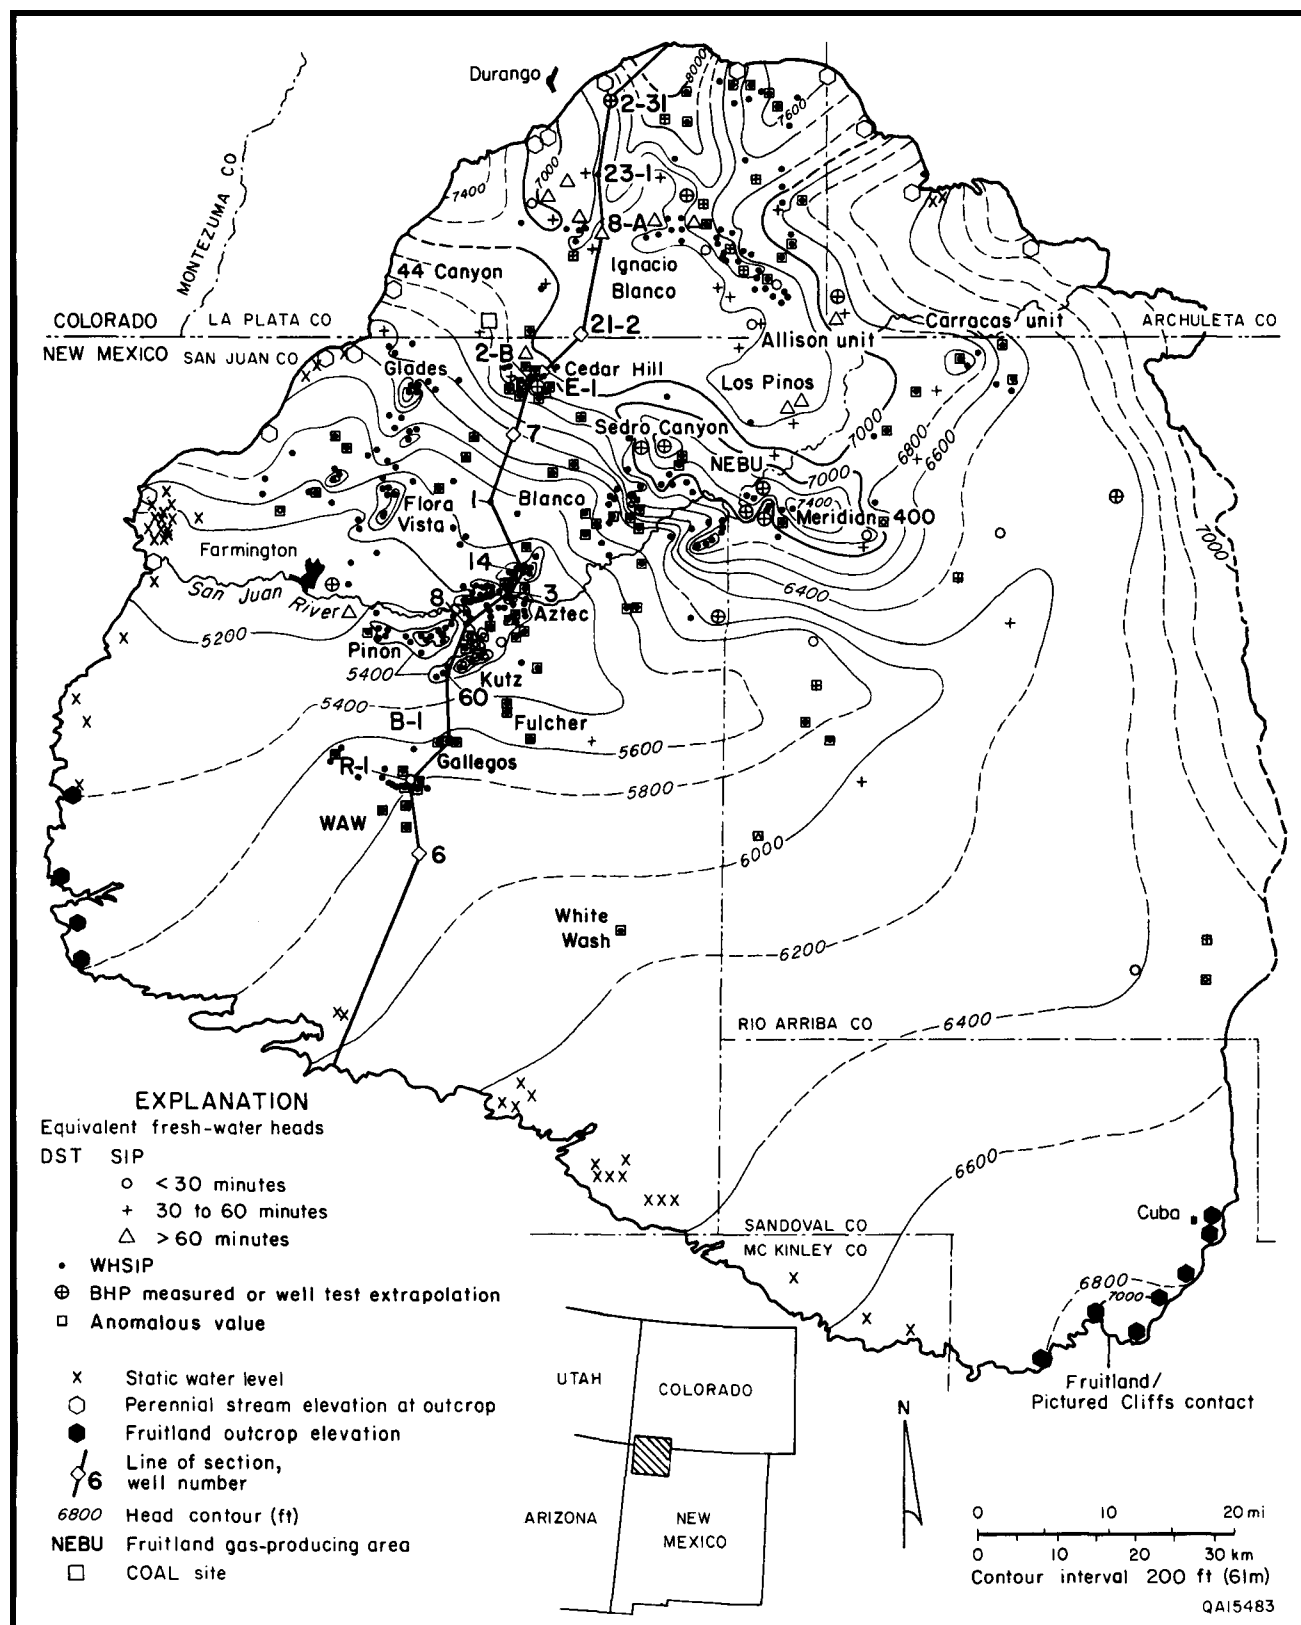 Durango
8000
2-31
7600
7000
23-1
7400
8-A
MONTEZUMA CO
Ignacio
Blanco
44 Canyon
COLORADO
LA PLATA CO
21-2
Carracas unit
ARCHULETA CO
NEW MEXICO
SAN JUAN CO
2-B
Allison unit
Glades
Cedar Hill
E-1
Los Pinos
7000
6800
6600
Sedro Canyon
7
NEBU
7000
7400
Flora
Vista
1
Blanco
Meridian 400
7000
Farmington
14
6400
San Juan River
8
3
Aztec
5200
Pinon
5400
Kutz
60
5400
B-1
Fulcher
5600
Gallegos
R-1
5800
WAW
6
6000
White
Wash
6200
6400
RIO ARRIBA CO
6600
Cuba
SANDOVAL CO
MC KINLEY CO
6800
7000
Fruitland/
Pictured Cliffs contact
EXPLANATION
Equivalent fresh-water heads
DST SIP
<30 minutes
30 to 60 minutes
>60 minutes
WHSIP
BHP measured or well test extrapolation
Anomalous value
Static water level
Perennial stream elevation at outcrop
Fruitland outcrop elevation
6 Line of section,
well number
6800 Head contour (ft)
NEBU Fruitland gas-producing area
COAL site
UTAH
COLORADO
ARIZONA
NEW
MEXICO
N
0 10 20 mi
0 10 20 30 km
Contour interval 200 ft (61m)
QA15483